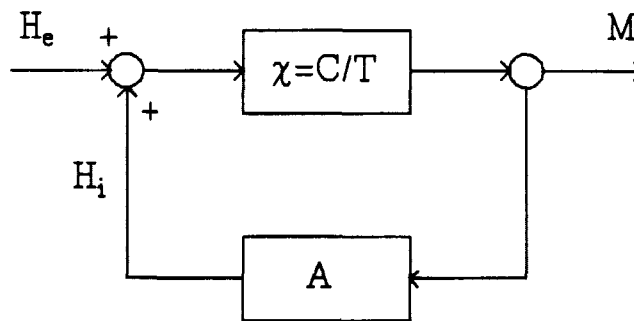 H_e
+
χ=C/T
M
+
H_i
A